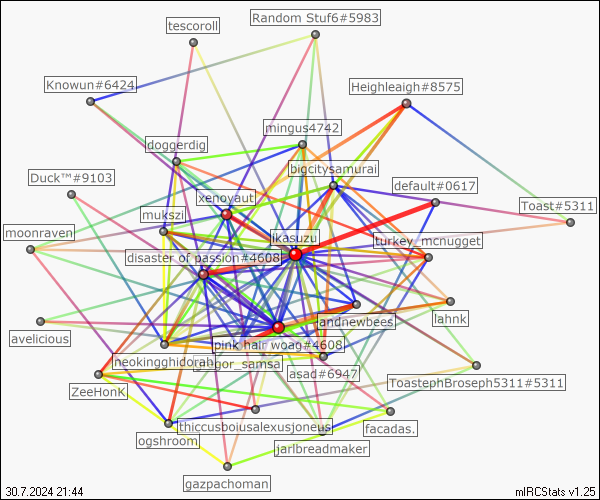 Random Stuf6#5983
tescoroll
Knowun#6424
Heighleaigh#8575
mingus4742
doggerdig
bigcitysamurai
Duck™#9103
default#0617
xenoyaut
Toast#5311
mukszi
moonraven
likasuzu
turkey_mcnugget
disaster of passion#4608
andnewbees
lahnk
avelicious
pink hair woag#4608
neokingghidorah
gor_samsa
asad#6947
ToastephBroseph5311#5311
ZeeHonK
thiccusboiusalexusjoneus
facadas.
ogshroom
jarlbreadmaker
gazpachoman
30.7.2024 21:44
mIRCStats v1.25